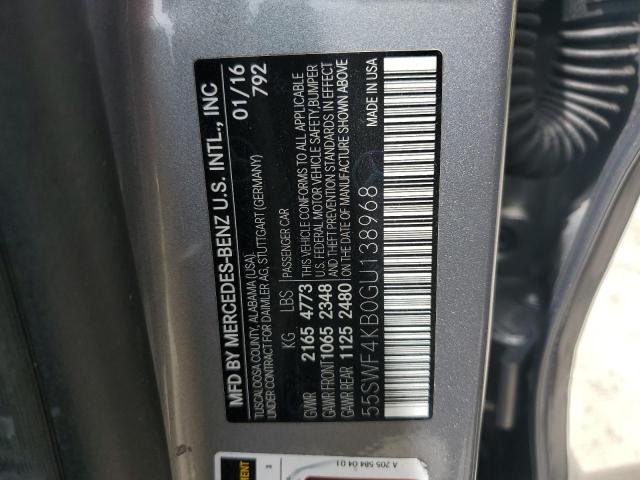 MFD BY MERCEDES-BENZ U.S. INTL., INC
TUSCALOOSA COUNTY, ALABAMA (USA)
UNDER CONTRACT FOR DAIMLER AG, STUTTGART (GERMANY)
01/16
792
KG LBS
GVWR 2165 4773
GAWR FRONT 1065 2348
GAWR REAR 1125 2480
PASSENGER CAR
THIS VEHICLE CONFORMS TO ALL APPLICABLE
U.S. FEDERAL MOTOR VEHICLE SAFETY, BUMPER
AND THEFT PREVENTION STANDARDS IN EFFECT
ON THE DATE OF MANUFACTURE SHOWN ABOVE
MADE IN USA
55SWF4KB0GU138968
3
A 205 584 04 01